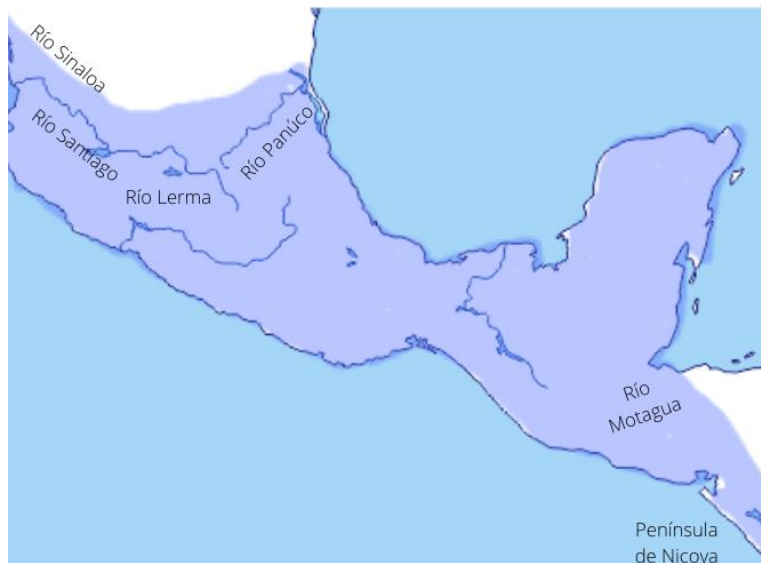 Río Sinaloa
Río Santiago
Río Panúco
Río Lerma
Río
Motagua
Península
de Nicoya